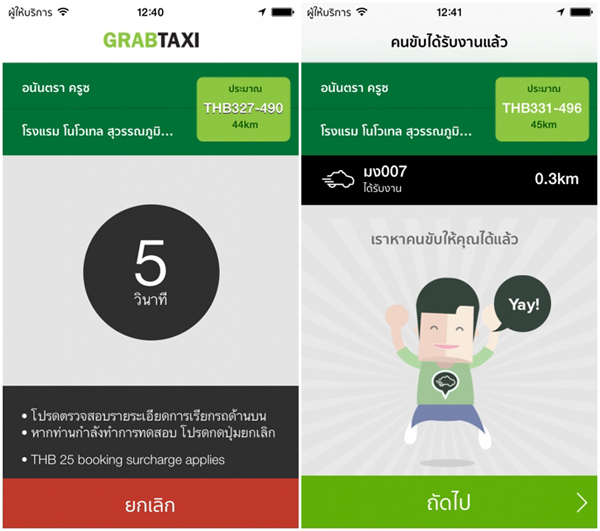 ผู้ให้บริการ 12:40
GRABTAXI
อนันตรา ครูซ
โรงแรม โนโวเทล สุวรรณภูมิ...
ประมาณ
THB327-490
44km
5
วินาที
• โปรดตรวจสอบรายระเอียดการเรียกรถด้านบน
• หากท่านกำลังทำการทดสอบ โปรดกดปุ่มยกเลิก
• THB 25 booking surcharge applies
ยกเลิก
ผู้ให้บริการ 12:41
คนขับได้รับงานแล้ว
อนันตรา ครูซ
โรงแรม โนโวเทล สุวรรณภูมิ...
ประมาณ
THB331-496
45km
มง007
ได้รับงาน
0.3km
เราหาคนขับให้คุณได้แล้ว
Yay!
ถัดไป